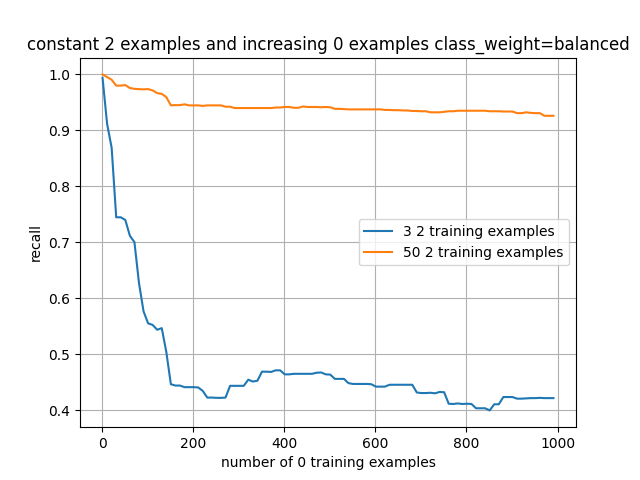 constant 2 examples and increasing 0 examples class_weight=balanced
1.0
0.9
0.8
0.7
0.6
0.5
0.4
recall
3 2 training examples
50 2 training examples
0
200
400
600
800
1000
number of 0 training examples